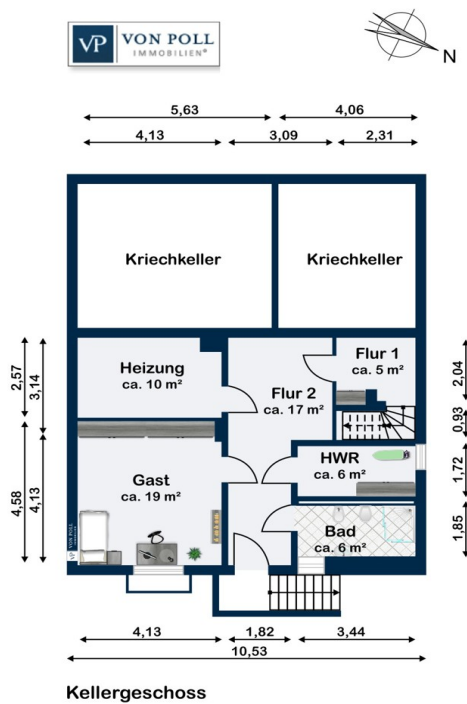 VP VON POLL
IMMOBILIEN®
N
5,63 4,06
4,13 3,09 2,31
Kriechkeller Kriechkeller
Heizung
ca. 10 m²
Flur 2
ca. 17 m²
Flur 1
ca. 5 m²
HWR
ca. 6 m²
Gast
ca. 19 m²
Bad
ca. 6 m²
2,57
3,14
4,58
4,13
2,04
0,93
1,72
1,85
VP VON POLL
4,13 1,82 3,44
10,53
Kellergeschoss